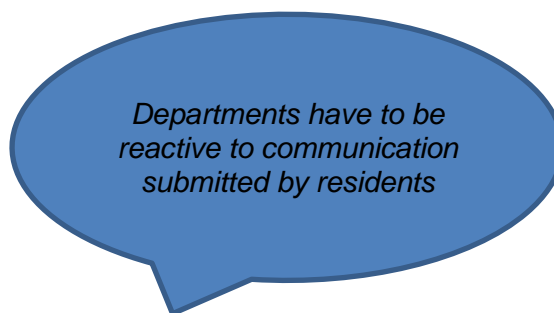 Departments have to be
reactive to communication
submitted by residents